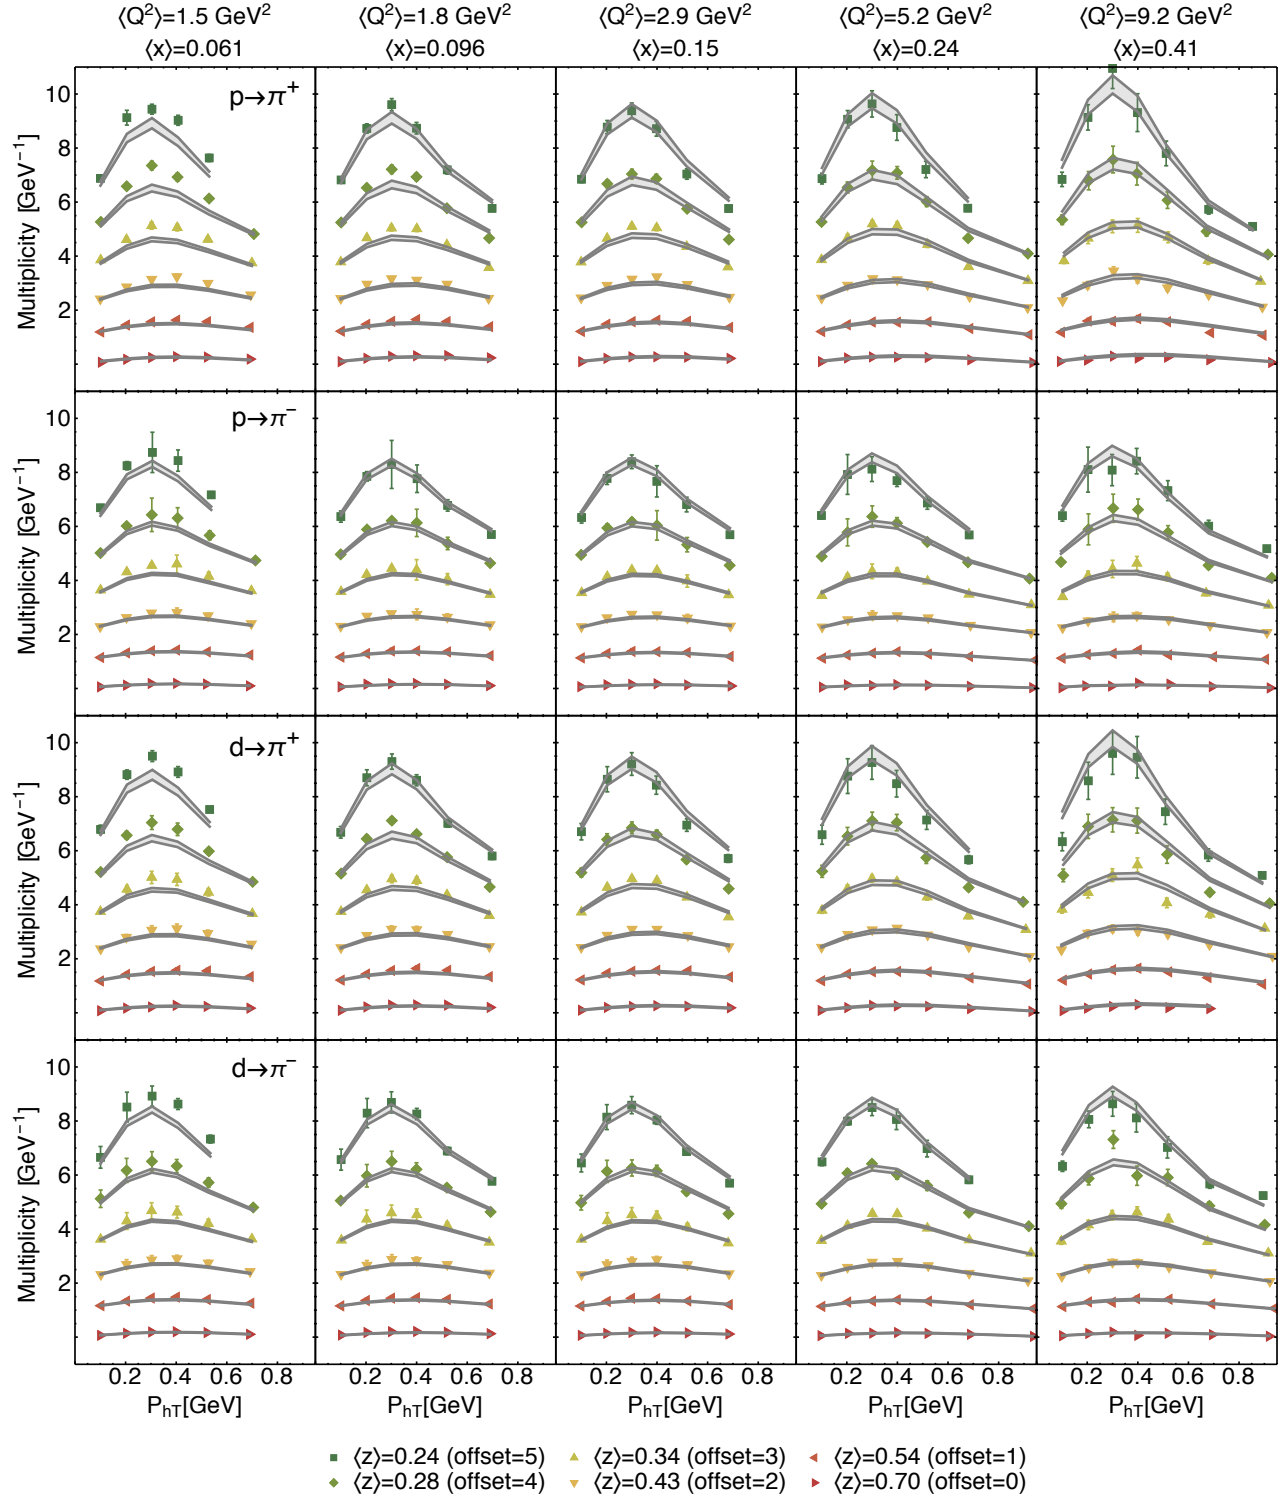 ⟨Q²⟩=1.5 GeV² ⟨Q²⟩=1.8 GeV² ⟨Q²⟩=2.9 GeV² ⟨Q²⟩=5.2 GeV² ⟨Q²⟩=9.2 GeV²
⟨x⟩=0.061 ⟨x⟩=0.096 ⟨x⟩=0.15 ⟨x⟩=0.24 ⟨x⟩=0.41
Multiplicity [GeV⁻¹]
10
8
6
4
2
p→π⁺
Multiplicity [GeV⁻¹]
10
8
6
4
2
p→π⁻
Multiplicity [GeV⁻¹]
10
8
6
4
2
d→π⁺
Multiplicity [GeV⁻¹]
10
8
6
4
2
d→π⁻
0.2 0.4 0.6 0.8 0.2 0.4 0.6 0.8 0.2 0.4 0.6 0.8 0.2 0.4 0.6 0.8 0.2 0.4 0.6 0.8
P_hT[GeV] P_hT[GeV] P_hT[GeV] P_hT[GeV] P_hT[GeV]
⟨z⟩=0.24 (offset=5) ⟨z⟩=0.34 (offset=3) ⟨z⟩=0.54 (offset=1)
⟨z⟩=0.28 (offset=4) ⟨z⟩=0.43 (offset=2) ⟨z⟩=0.70 (offset=0)